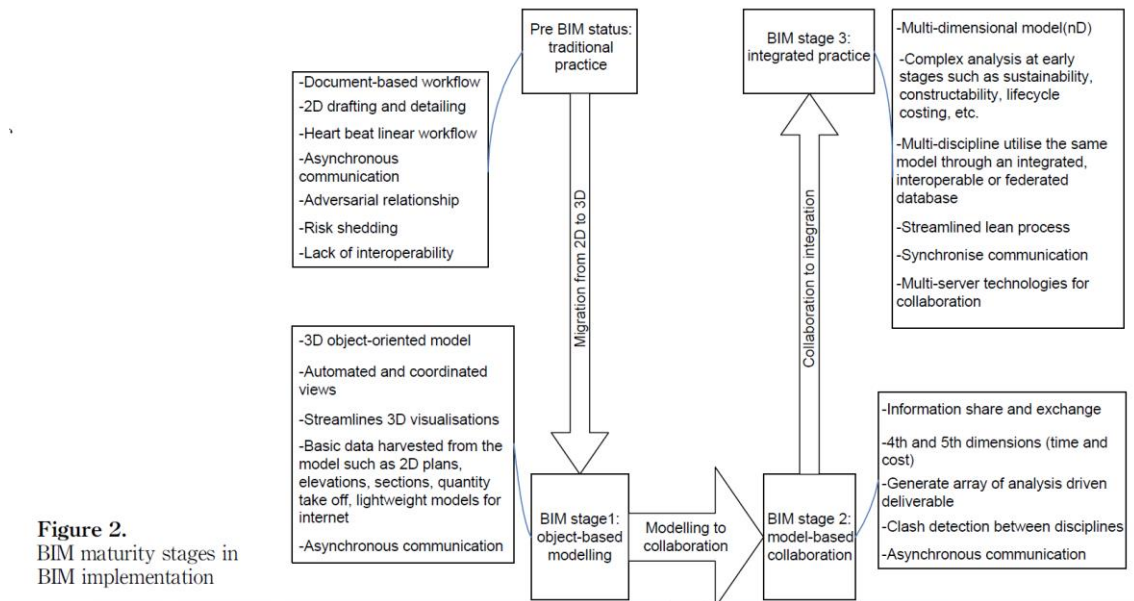 Pre BIM status:
traditional
practice
-Document-based workflow
-2D drafting and detailing
-Heart beat linear workflow
-Asynchronous
communication
-Adversarial relationship
-Risk shedding
-Lack of interoperability
Migration from 2D to 3D
-3D object-oriented model
-Automated and coordinated
views
-Streamlines 3D visualisations
-Basic data harvested from the
model such as 2D plans,
elevations, sections, quantity
take off, lightweight models for
internet
-Asynchronous communication
BIM stage1:
object-based
modelling
Modelling to
collaboration
BIM stage 2:
model-based
collaboration
-Information share and exchange
-4th and 5th dimensions (time and
cost)
-Generate array of analysis driven
deliverable
-Clash detection between disciplines
-Asynchronous communication
Collaboration to integration
BIM stage 3:
integrated practice
-Multi-dimensional model(nD)
-Complex analysis at early
stages such as sustainability,
constructability, lifecycle
costing, etc.
-Multi-discipline utilise the same
model through an integrated,
interoperable or federated
database
-Streamlined lean process
-Synchronise communication
-Multi-server technologies for
collaboration
Figure 2.
BIM maturity stages in
BIM implementation